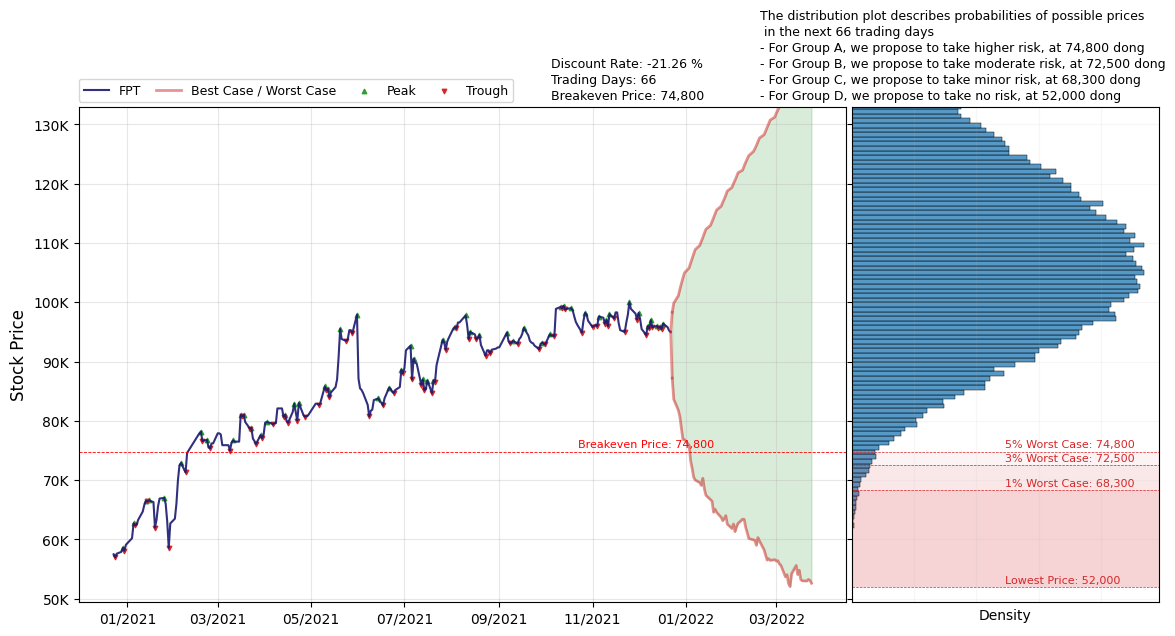 The distribution plot describes probabilities of possible prices
in the next 66 trading days
- For Group A, we propose to take higher risk, at 74,800 dong
- For Group B, we propose to take moderate risk, at 72,500 dong
- For Group C, we propose to take minor risk, at 68,300 dong
- For Group D, we propose to take no risk, at 52,000 dong
Discount Rate: -21.26 %
Trading Days: 66
Breakeven Price: 74,800
FPT
Best Case / Worst Case
Peak
Trough
Stock Price
130K
120K
110K
100K
90K
80K
70K
60K
50K
Breakeven Price: 74,800
01/2021
03/2021
05/2021
07/2021
09/2021
11/2021
01/2022
03/2022
5% Worst Case: 74,800
3% Worst Case: 72,500
1% Worst Case: 68,300
Lowest Price: 52,000
Density